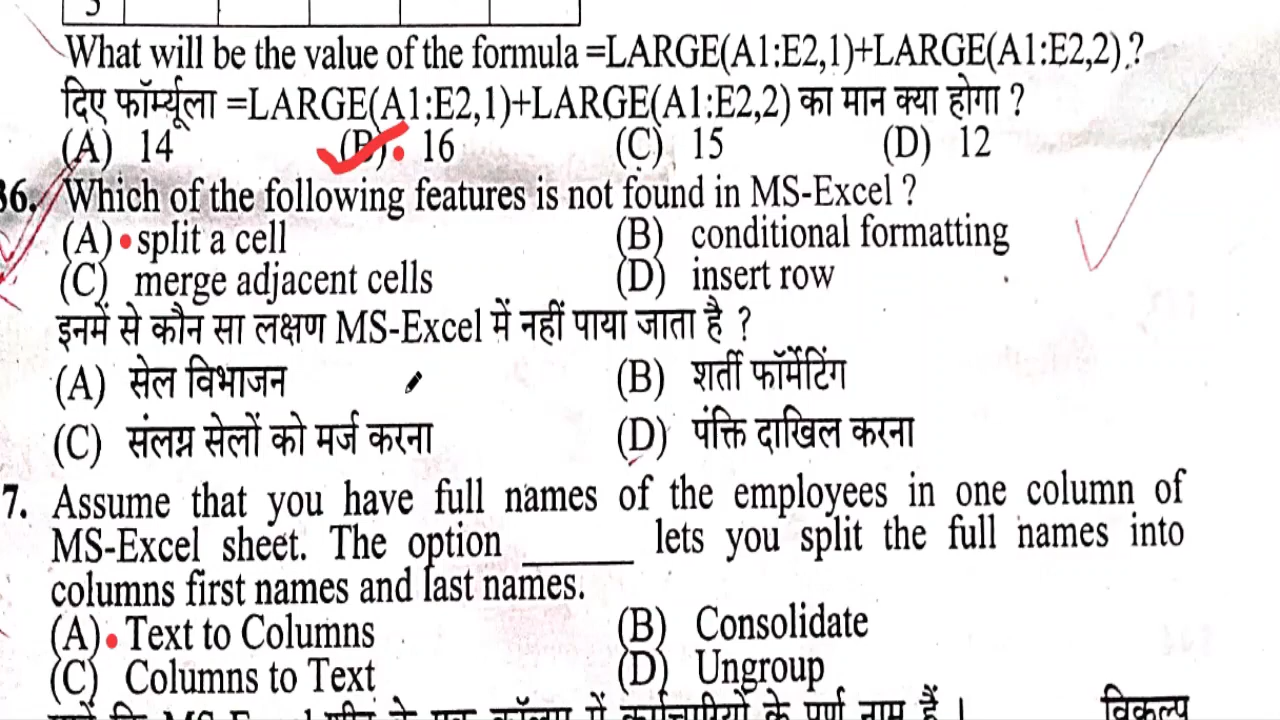 5
What will be the value of the formula =LARGE(A1:E2,1)+LARGE(A1:E2,2) ?
दिए फॉर्म्यूला =LARGE(A1:E2,1)+LARGE(A1:E2,2) का मान क्या होगा ?
(A) 14 (B) 16 (C) 15 (D) 12
36. Which of the following features is not found in MS-Excel ?
(A) split a cell (B) conditional formatting
(C) merge adjacent cells (D) insert row
इनमें से कौन सा लक्षण MS-Excel में नहीं पाया जाता है ?
(A) सेल विभाजन (B) शर्ती फॉर्मेटिंग
(C) संलग्न सेलों को मर्ज करना (D) पंक्ति दाखिल करना
7. Assume that you have full names of the employees in one column of
MS-Excel sheet. The option ______ lets you split the full names into
columns first names and last names.
(A) Text to Columns (B) Consolidate
(C) Columns to Text (D) Ungroup
कॉलम में कर्मचारियों के पूर्ण नाम हैं । विकल्प